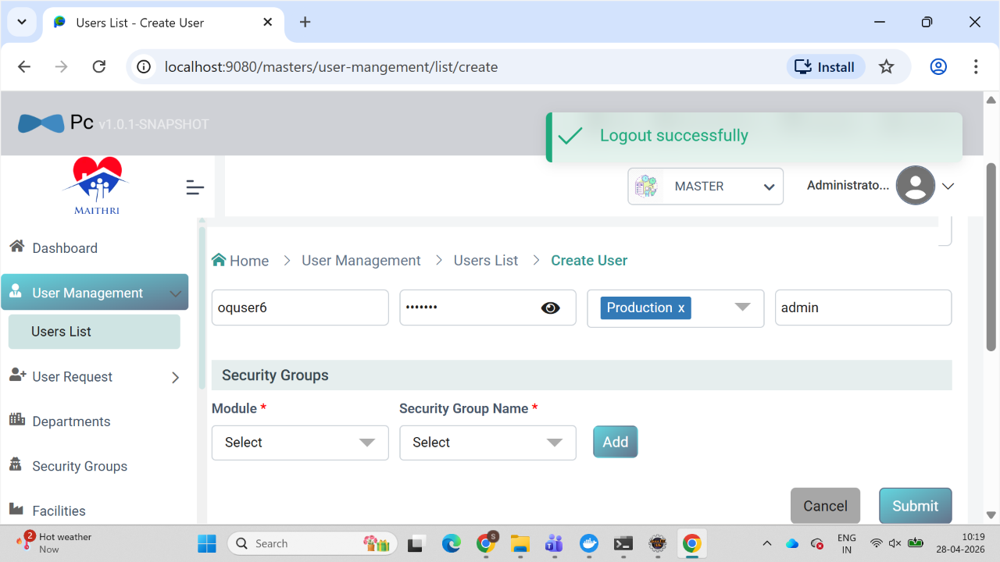 Users List - Create User
localhost:9080/masters/user-mangement/list/create
Install
Pc v1.0.1-SNAPSHOT
Logout successfully
MAITHRI
MASTER
Administrato...
Dashboard
Home > User Management > Users List > Create User
User Management
oquser6 ••••••• Production x admin
Users List
User Request
Security Groups
Module * Security Group Name *
Departments
Select Select Add
Security Groups
Facilities
Cancel Submit
2 Hot weather
Now
Search
S
ENG
IN
10:19
28-04-2026